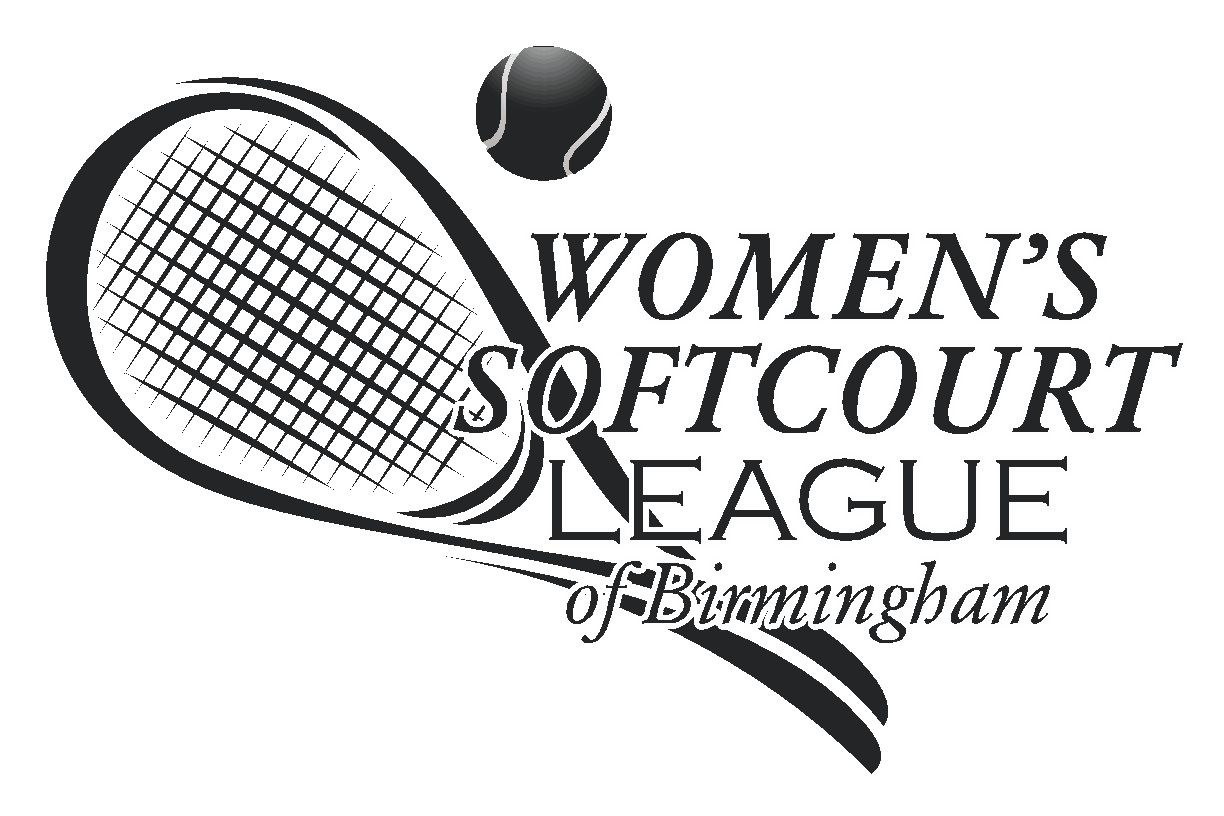 WOMEN’S
SOFTCOURT
LEAGUE
of Birmingham